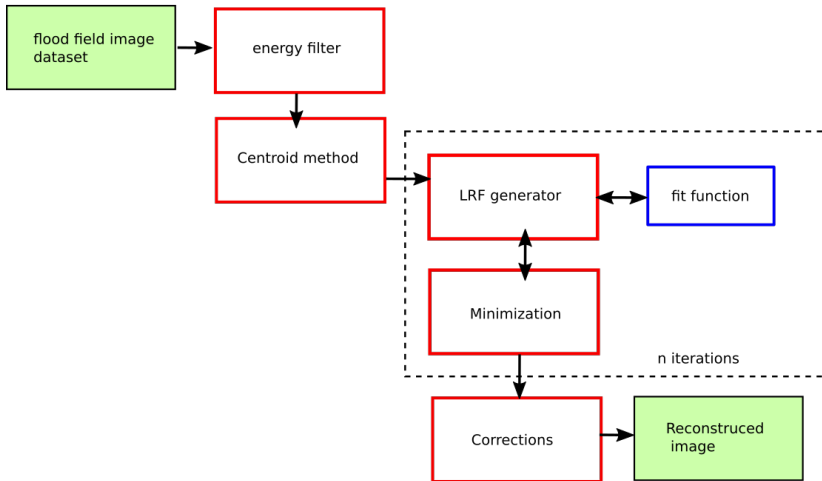 flood field image
dataset
energy filter
Centroid method
LRF generator
fit function
Minimization
n iterations
Corrections
Reconstruced
image